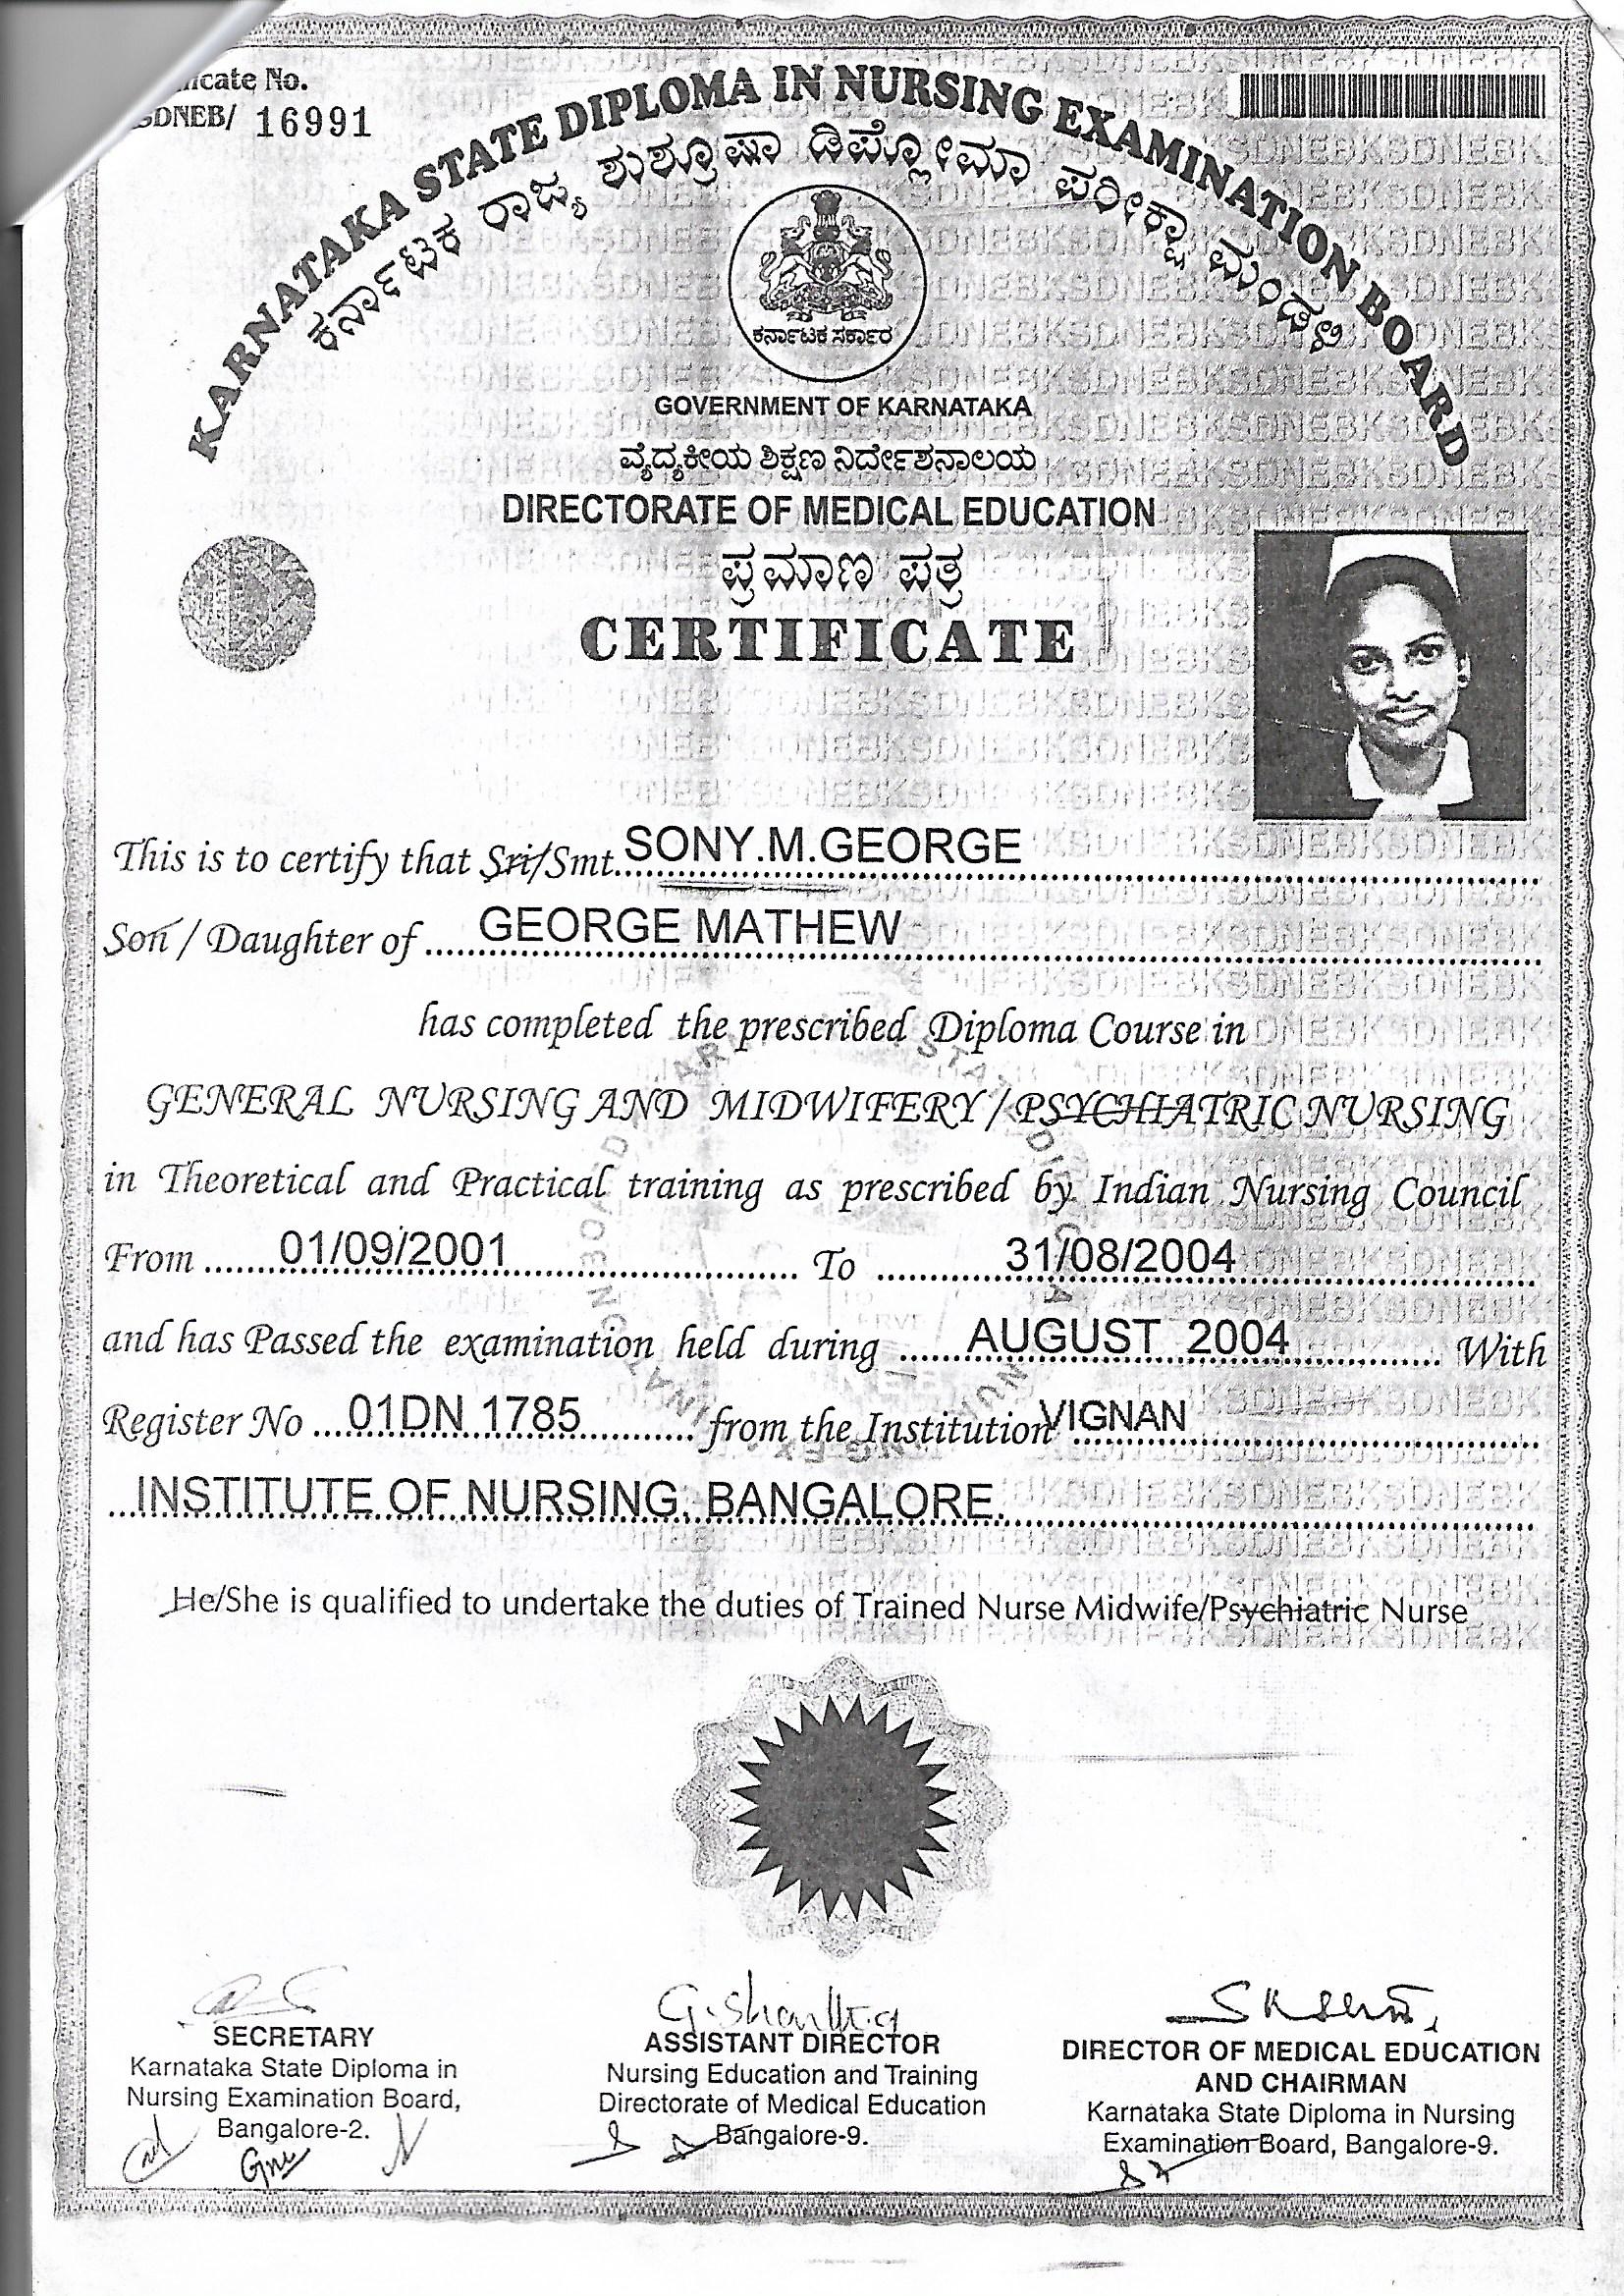 icate No.
SDNEB/ 16991
KARNATAKA STATE DIPLOMA IN NURSING EXAMINATION BOARD
ಕರ್ನಾಟಕ ರಾಜ್ಯ ಶುಶ್ರೂಷಾ ಡಿಪ್ಲೋಮಾ ಪರೀಕ್ಷಾ ಮಂಡಳಿ
ಕರ್ನಾಟಕ ಸರ್ಕಾರ
GOVERNMENT OF KARNATAKA
ವೈದ್ಯಕೀಯ ಶಿಕ್ಷಣ ನಿರ್ದೇಶನಾಲಯ
DIRECTORATE OF MEDICAL EDUCATION
ಪ್ರಮಾಣ ಪತ್ರ
CERTIFICATE
This is to certify that Sri/Smt. SONY.M.GEORGE
Son / Daughter of GEORGE MATHEW
has completed the prescribed Diploma Course in
GENERAL NURSING AND MIDWIFERY / PSYCHIATRIC NURSING
in Theoretical and Practical training as prescribed by Indian Nursing Council
From 01/09/2001 To 31/08/2004
and has Passed the examination held during AUGUST 2004 With
Register No 01DN 1785 from the Institution VIGNAN
INSTITUTE OF NURSING, BANGALORE.
He/She is qualified to undertake the duties of Trained Nurse Midwife/Psychiatric Nurse
SECRETARY
Karnataka State Diploma in
Nursing Examination Board,
Bangalore-2.
ASSISTANT DIRECTOR
Nursing Education and Training
Directorate of Medical Education
Bangalore-9.
DIRECTOR OF MEDICAL EDUCATION
AND CHAIRMAN
Karnataka State Diploma in Nursing
Examination Board, Bangalore-9.